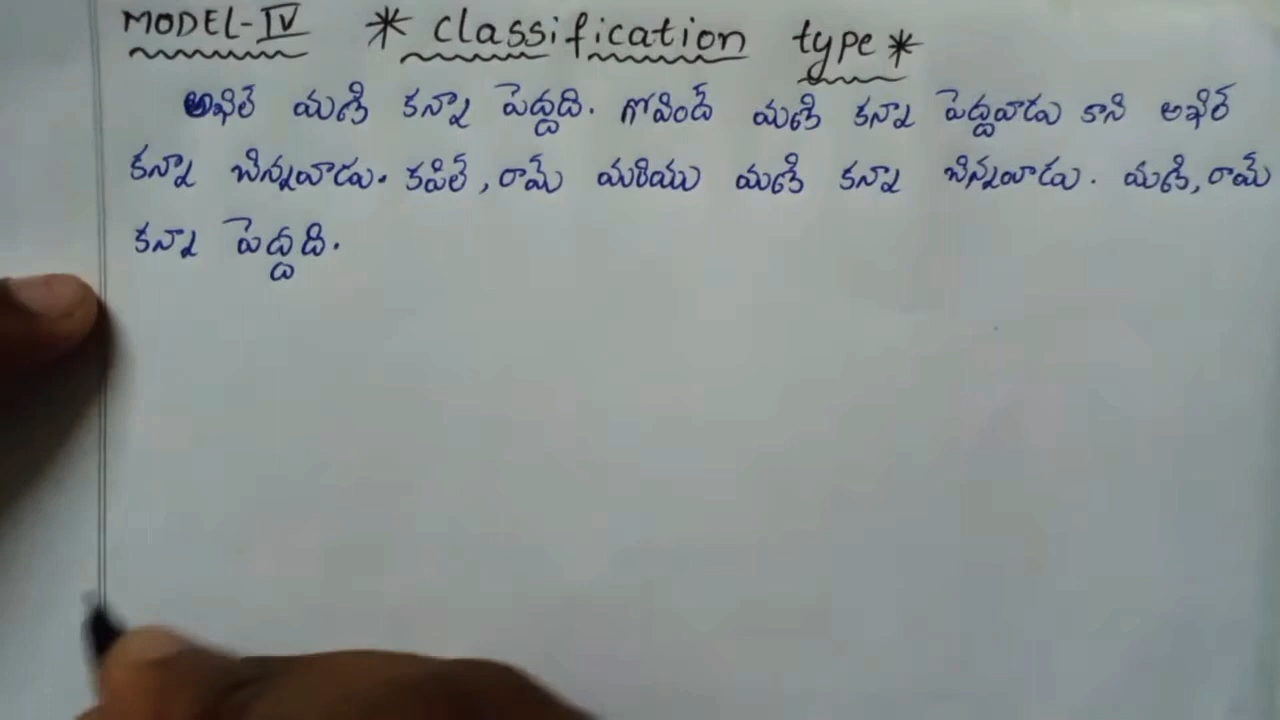 MODEL-IV * classification type *
అఖిల్ మణి కన్నా పెద్దది. గోవింద్ మణి కన్నా పెద్దవాడు కాని అఖిల్
కన్నా చిన్నవాడు. కపిల్, రామ్ మరియు మణి కన్నా చిన్నవాడు. మణి, రామ్
కన్నా పెద్దది.